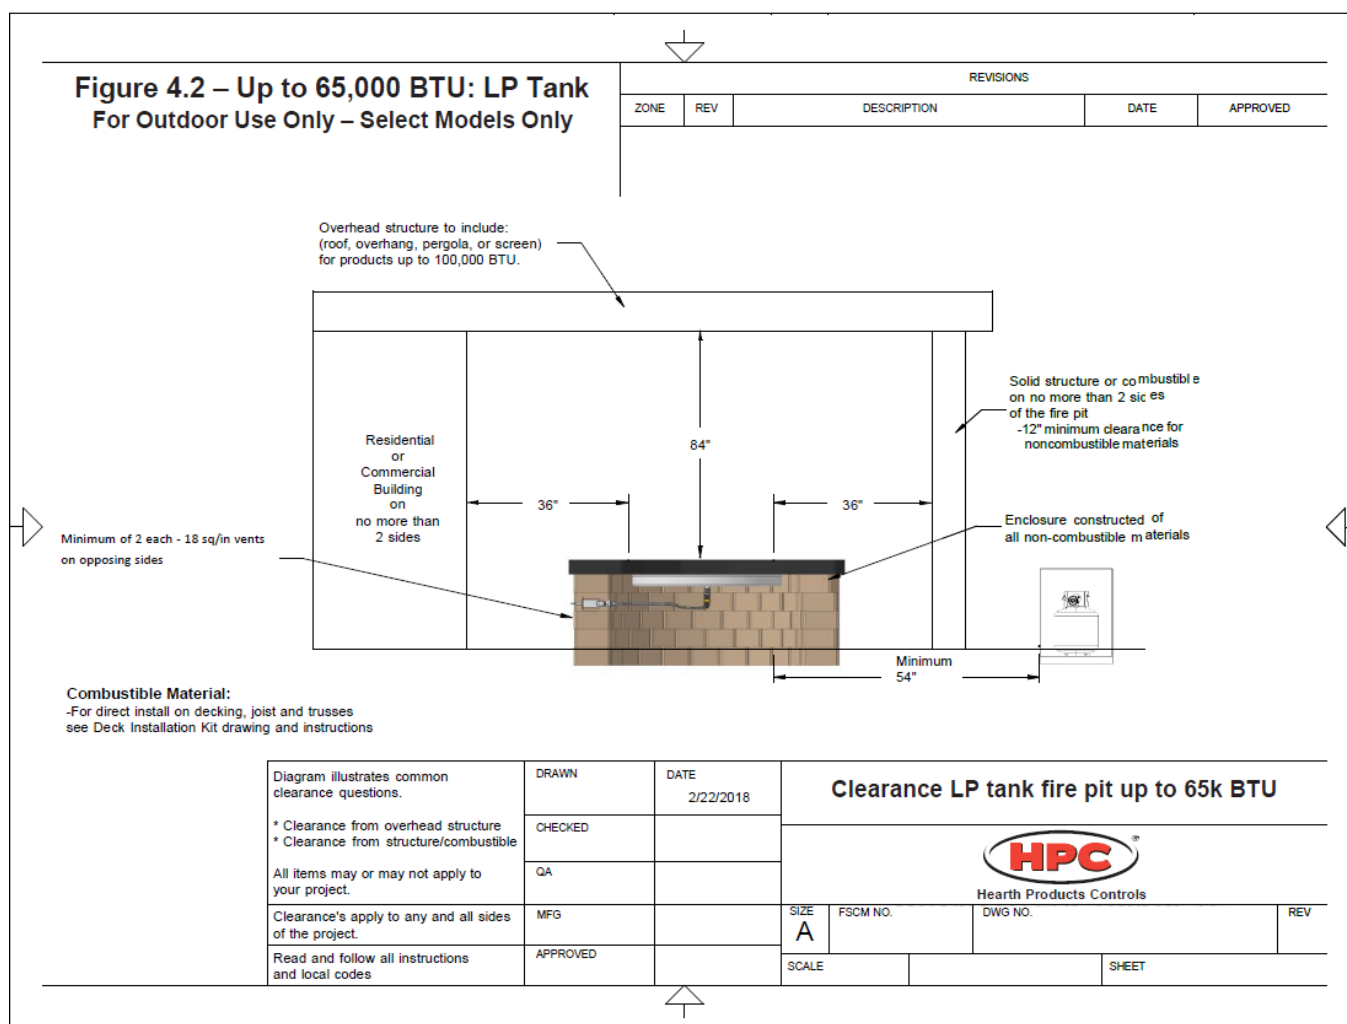 Figure 4.2 – Up to 65,000 BTU: LP Tank
For Outdoor Use Only – Select Models Only
REVISIONS
ZONE REV DESCRIPTION DATE APPROVED
Overhead structure to include:
(roof, overhang, pergola, or screen)
for products up to 100,000 BTU.
Solid structure or combustible
on no more than 2 sides
of the fire pit
-12" minimum clearance for
noncombustible materials
Residential
or
Commercial
Building
on
no more than
2 sides
84"
36"
36"
Minimum of 2 each - 18 sq/in vents
on opposing sides
Enclosure constructed of
all non-combustible materials
Minimum
54"
Combustible Material:
-For direct install on decking, joist and trusses
see Deck Installation Kit drawing and instructions
Diagram illustrates common
clearance questions.
* Clearance from overhead structure
* Clearance from structure/combustible
All items may or may not apply to
your project.
Clearance's apply to any and all sides
of the project.
Read and follow all instructions
and local codes
DRAWN
DATE
2/22/2018
CHECKED
QA
MFG
APPROVED
Clearance LP tank fire pit up to 65k BTU
HPC®
Hearth Products Controls
SIZE FSCM NO. DWG NO. REV
A
SCALE SHEET